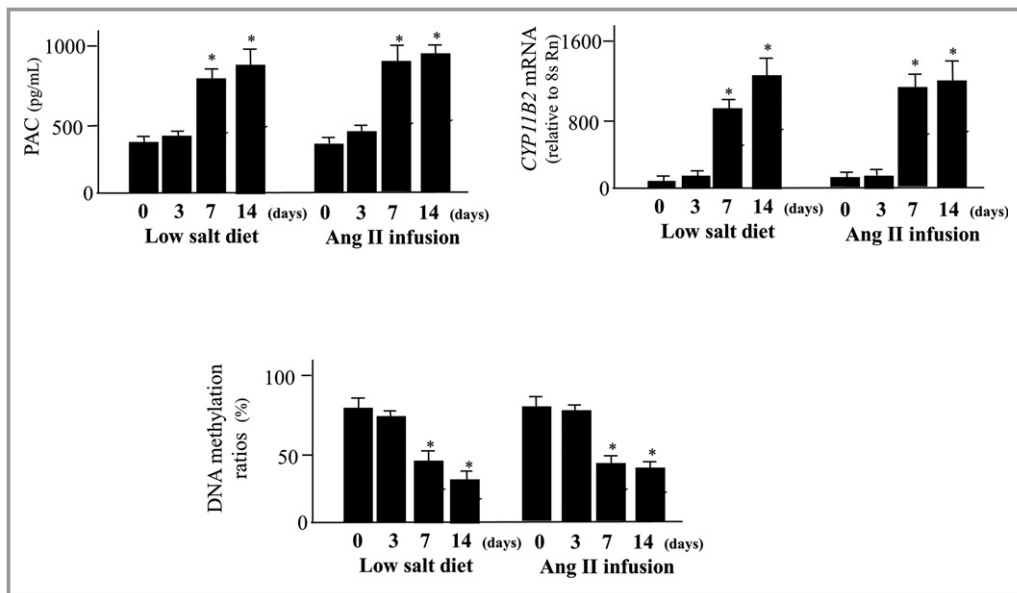 PAC
(pg/mL)
1000
500
0
* * * *
0 3 7 14 (days) 0 3 7 14 (days)
Low salt diet Ang II infusion
CYP11B2 mRNA
(relative to 8s Rn)
1600
800
0
* * * *
0 3 7 14 (days) 0 3 7 14 (days)
Low salt diet Ang II infusion
DNA methylation
ratios (%)
100
50
0
* * * *
0 3 7 14 (days) 0 3 7 14 (days)
Low salt diet Ang II infusion